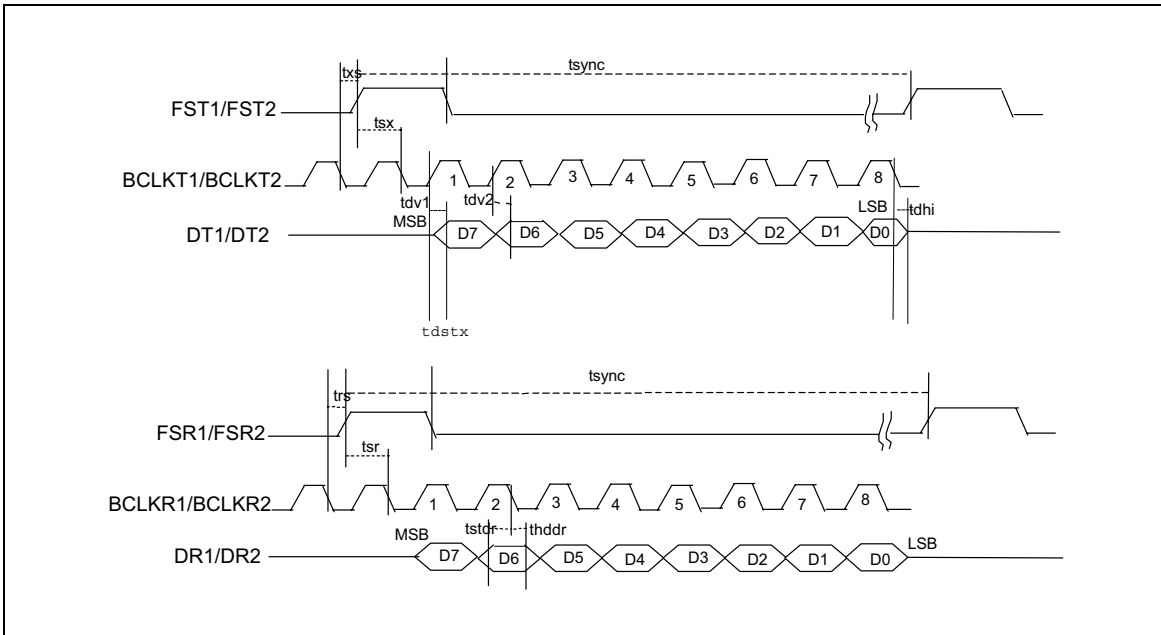 txs tsync
FST1/FST2
tsx
BCLKT1/BCLKT2 1 2 3 4 5 6 7 8
tdv1 tdv2 LSB tdhi
MSB
DT1/DT2 D7 D6 D5 D4 D3 D2 D1 D0
tdstx
tsync
trs
FSR1/FSR2
tsr
BCLKR1/BCLKR2 1 2 3 4 5 6 7 8
tstdr thddr
MSB LSB
DR1/DR2 D7 D6 D5 D4 D3 D2 D1 D0